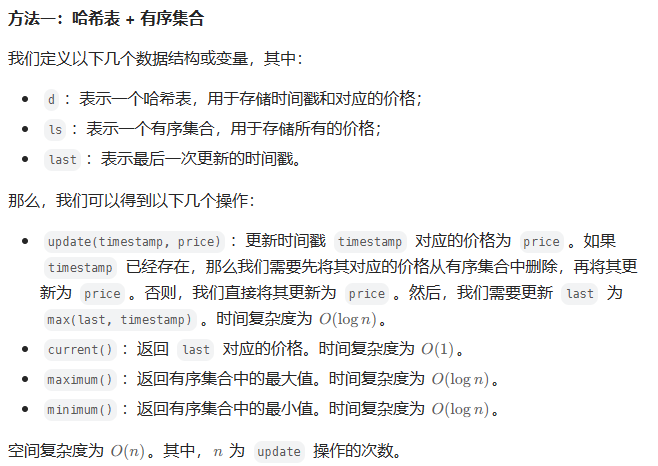 方法一：哈希表 + 有序集合
我们定义以下几个数据结构或变量，其中：
• d ：表示一个哈希表，用于存储时间戳和对应的价格；
• ls ：表示一个有序集合，用于存储所有的价格；
• last ：表示最后一次更新的时间戳。
那么，我们可以得到以下几个操作：
• update(timestamp, price) ：更新时间戳 timestamp 对应的价格为 price 。如果
timestamp 已经存在，那么我们需要先将其对应的价格从有序集合中删除，再将其更
新为 price 。否则，我们直接将其更新为 price 。然后，我们需要更新 last 为
max(last, timestamp) 。时间复杂度为 O(log n)。
• current() ：返回 last 对应的价格。时间复杂度为 O(1)。
• maximum() ：返回有序集合中的最大值。时间复杂度为 O(log n)。
• minimum() ：返回有序集合中的最小值。时间复杂度为 O(log n)。
空间复杂度为 O(n)。其中，n 为 update 操作的次数。